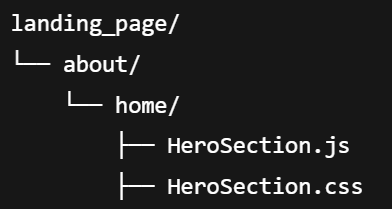 landing_page/
└── about/
    └── home/
        ├── HeroSection.js
        ├── HeroSection.css